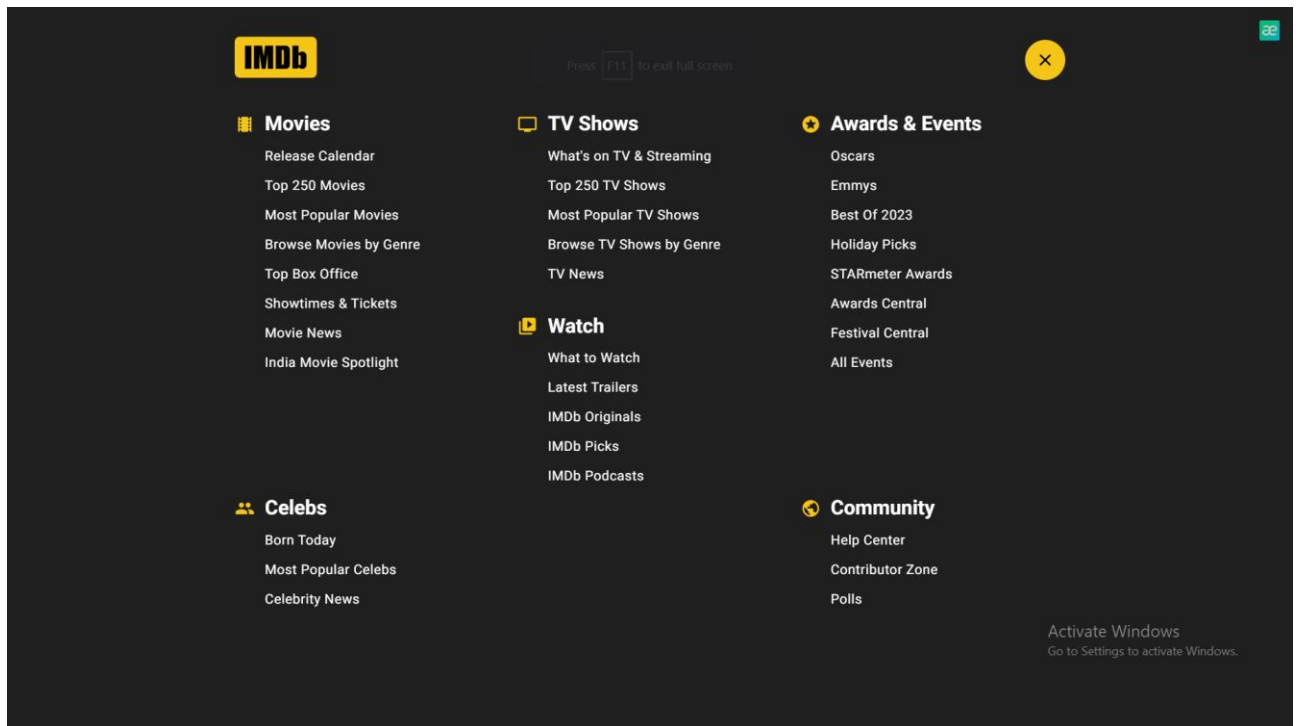 IMDb
Press F11 to exit full screen
æ
Movies
Release Calendar
Top 250 Movies
Most Popular Movies
Browse Movies by Genre
Top Box Office
Showtimes & Tickets
Movie News
India Movie Spotlight
TV Shows
What's on TV & Streaming
Top 250 TV Shows
Most Popular TV Shows
Browse TV Shows by Genre
TV News
Watch
What to Watch
Latest Trailers
IMDb Originals
IMDb Picks
IMDb Podcasts
Awards & Events
Oscars
Emmys
Best Of 2023
Holiday Picks
STARmeter Awards
Awards Central
Festival Central
All Events
Celebs
Born Today
Most Popular Celebs
Celebrity News
Community
Help Center
Contributor Zone
Polls
Activate Windows
Go to Settings to activate Windows.